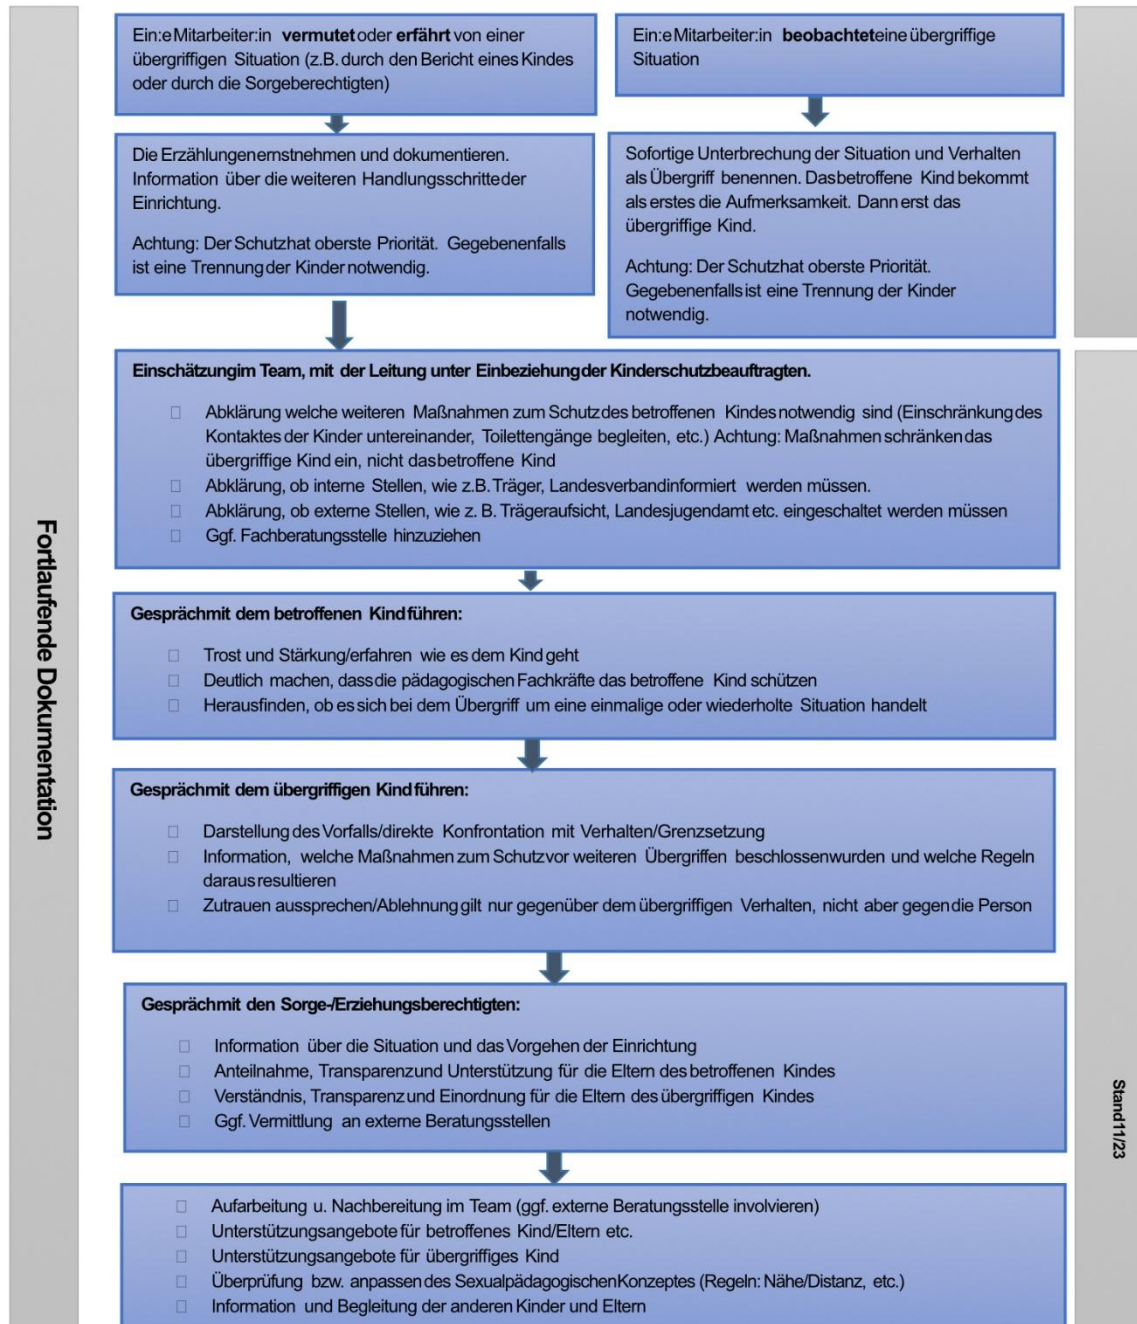 Ein:e Mitarbeiter:in vermutet oder erfährt von einer
übergriffigen Situation (z.B. durch den Bericht eines Kindes
oder durch die Sorgeberechtigten)
Ein:e Mitarbeiter:in beobachtet eine übergriffige
Situation
Die Erzählungen ernst nehmen und dokumentieren.
Information über die weiteren Handlungsschritte der
Einrichtung.
Achtung: Der Schutz hat oberste Priorität. Gegebenenfalls
ist eine Trennung der Kinder notwendig.
Sofortige Unterbrechung der Situation und Verhalten
als Übergriff benennen. Das betroffene Kind bekommt
als erstes die Aufmerksamkeit. Dann erst das
übergriffige Kind.
Achtung: Der Schutz hat oberste Priorität.
Gegebenenfalls ist eine Trennung der Kinder
notwendig.
Einschätzung im Team, mit der Leitung unter Einbeziehung der Kinderschutzbeauftragten.
Abklärung welche weiteren Maßnahmen zum Schutz des betroffenen Kindes notwendig sind (Einschränkung des
Kontaktes der Kinder untereinander, Toilettengänge begleiten, etc.) Achtung: Maßnahmen schränken das
übergriffige Kind ein, nicht das betroffene Kind
Abklärung, ob interne Stellen, wie z.B. Träger, Landesverband informiert werden müssen.
Abklärung, ob externe Stellen, wie z. B. Trägeraufsicht, Landesjugendamt etc. eingeschaltet werden müssen
Ggf. Fachberatungsstelle hinzuziehen
Gespräch mit dem betroffenen Kind führen:
Trost und Stärkung/erfahren wie es dem Kind geht
Deutlich machen, dass die pädagogischen Fachkräfte das betroffene Kind schützen
Herausfinden, ob es sich bei dem Übergriff um eine einmalige oder wiederholte Situation handelt
Gespräch mit dem übergriffigen Kind führen:
Darstellung des Vorfalls/direkte Konfrontation mit Verhalten/Grenzsetzung
Information, welche Maßnahmen zum Schutz vor weiteren Übergriffen beschlossen wurden und welche Regeln
daraus resultieren
Zutrauen aussprechen/Ablehnung gilt nur gegenüber dem übergriffigen Verhalten, nicht aber gegen die Person
Gespräch mit den Sorge-/Erziehungsberechtigten:
Information über die Situation und das Vorgehen der Einrichtung
Anteilnahme, Transparenz und Unterstützung für die Eltern des betroffenen Kindes
Verständnis, Transparenz und Einordnung für die Eltern des übergriffigen Kindes
Ggf. Vermittlung an externe Beratungsstellen
Aufarbeitung u. Nachbereitung im Team (ggf. externe Beratungsstelle involvieren)
Unterstützungsangebote für betroffenes Kind/Eltern etc.
Unterstützungsangebote für übergriffiges Kind
Überprüfung bzw. anpassen des Sexualpädagogischen Konzeptes (Regeln: Nähe/Distanz, etc.)
Information und Begleitung der anderen Kinder und Eltern
Fortlaufende Dokumentation
Stand 11/23